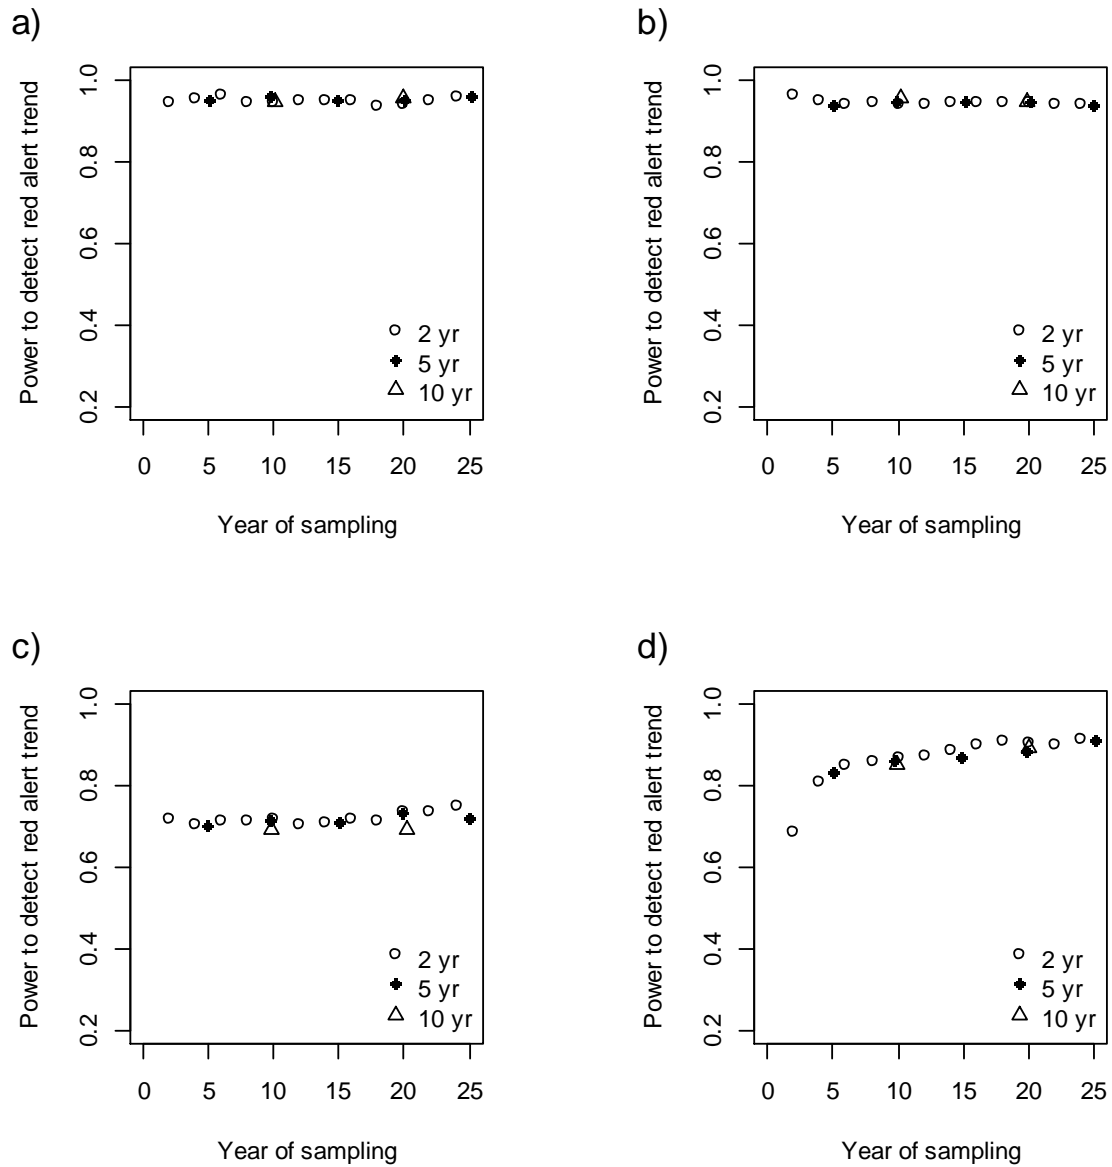 a)
Power to detect red alert trend
1.0
0.8
0.6
0.4
0.2
2 yr
5 yr
10 yr
0 5 10 15 20 25
Year of sampling
b)
Power to detect red alert trend
1.0
0.8
0.6
0.4
0.2
2 yr
5 yr
10 yr
0 5 10 15 20 25
Year of sampling
c)
Power to detect red alert trend
1.0
0.8
0.6
0.4
0.2
2 yr
5 yr
10 yr
0 5 10 15 20 25
Year of sampling
d)
Power to detect red alert trend
1.0
0.8
0.6
0.4
0.2
2 yr
5 yr
10 yr
0 5 10 15 20 25
Year of sampling